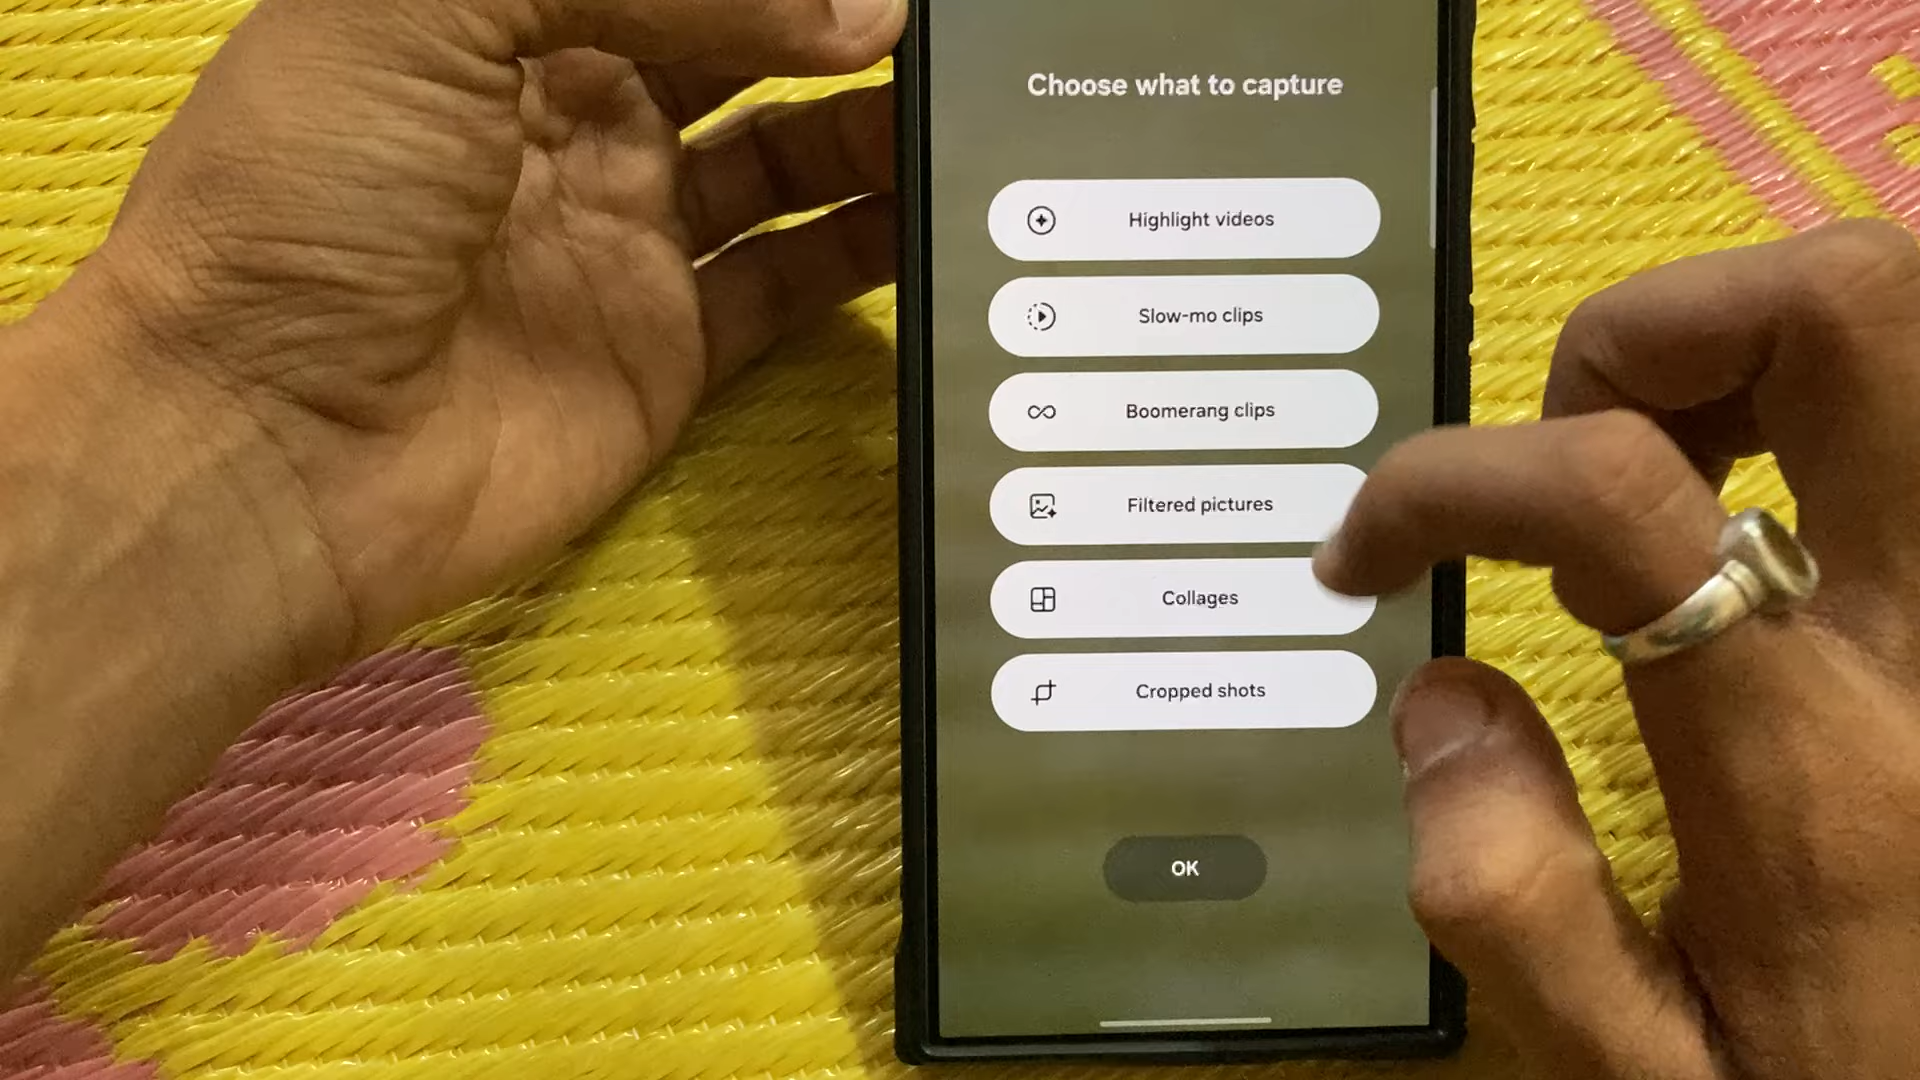 Choose what to capture
Highlight videos
Slow-mo clips
Boomerang clips
Filtered pictures
Collages
Cropped shots
OK